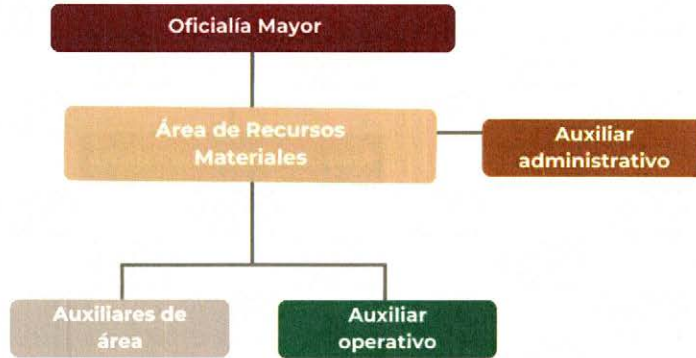 Oficialía Mayor
Área de Recursos
Materiales
Auxiliar
administrativo
Auxiliares de
área
Auxiliar
operativo